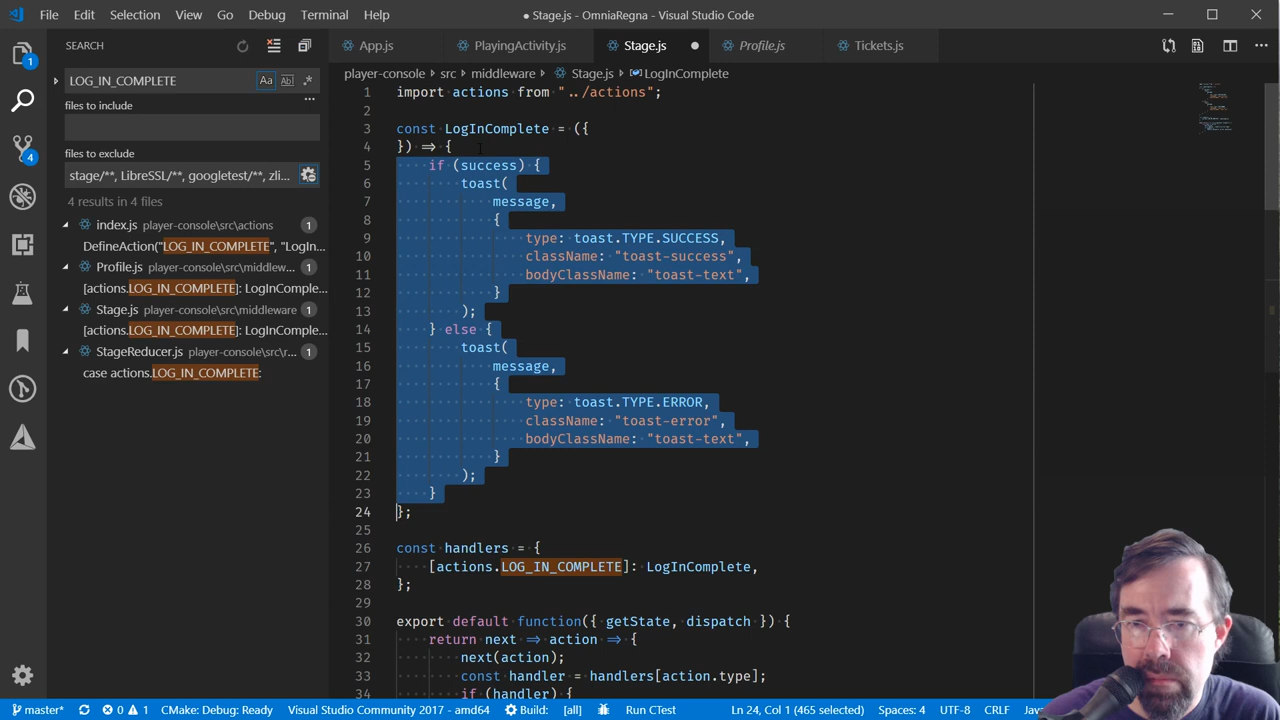 File Edit Selection View Go Debug Terminal Help
● Stage.js - OmniaRegna - Visual Studio Code
SEARCH
App.js PlayingActivity.js Stage.js Profile.js Tickets.js
LOG_IN_COMPLETE
Aa Abl .*
player-console > src > middleware > Stage.js > LogInComplete
files to include
files to exclude
stage/**, LibreSSL/**, googletest/**, zli...
4 results in 4 files
index.js player-console\src\actions 1
DefineAction("LOG_IN_COMPLETE", "LogIn...
Profile.js player-console\src\middlew... 1
[actions.LOG_IN_COMPLETE]: LogInComple...
Stage.js player-console\src\middleware 1
[actions.LOG_IN_COMPLETE]: LogInComple...
StageReducer.js player-console\src\r... 1
case actions.LOG_IN_COMPLETE:
1
4
1 import actions from "../actions";
2
3 const LogInComplete = ({
4 }) => {
5 if (success) {
6 toast(
7 message,
8 {
9 type: toast.TYPE.SUCCESS,
10 className: "toast-success",
11 bodyClassName: "toast-text",
12 }
13 );
14 } else {
15 toast(
16 message,
17 {
18 type: toast.TYPE.ERROR,
19 className: "toast-error",
20 bodyClassName: "toast-text",
21 }
22 );
23 }
24 };
25
26 const handlers = {
27 [actions.LOG_IN_COMPLETE]: LogInComplete,
28 };
29
30 export default function({ getState, dispatch }) {
31 return next => action => {
32 next(action);
33 const handler = handlers[action.type];
34 if (handler) {
master* 0 1 CMake: Debug: Ready Visual Studio Community 2017 - amd64 Build: [all] Run CTest Ln 24, Col 1 (465 selected) Spaces: 4 UTF-8 CRLF